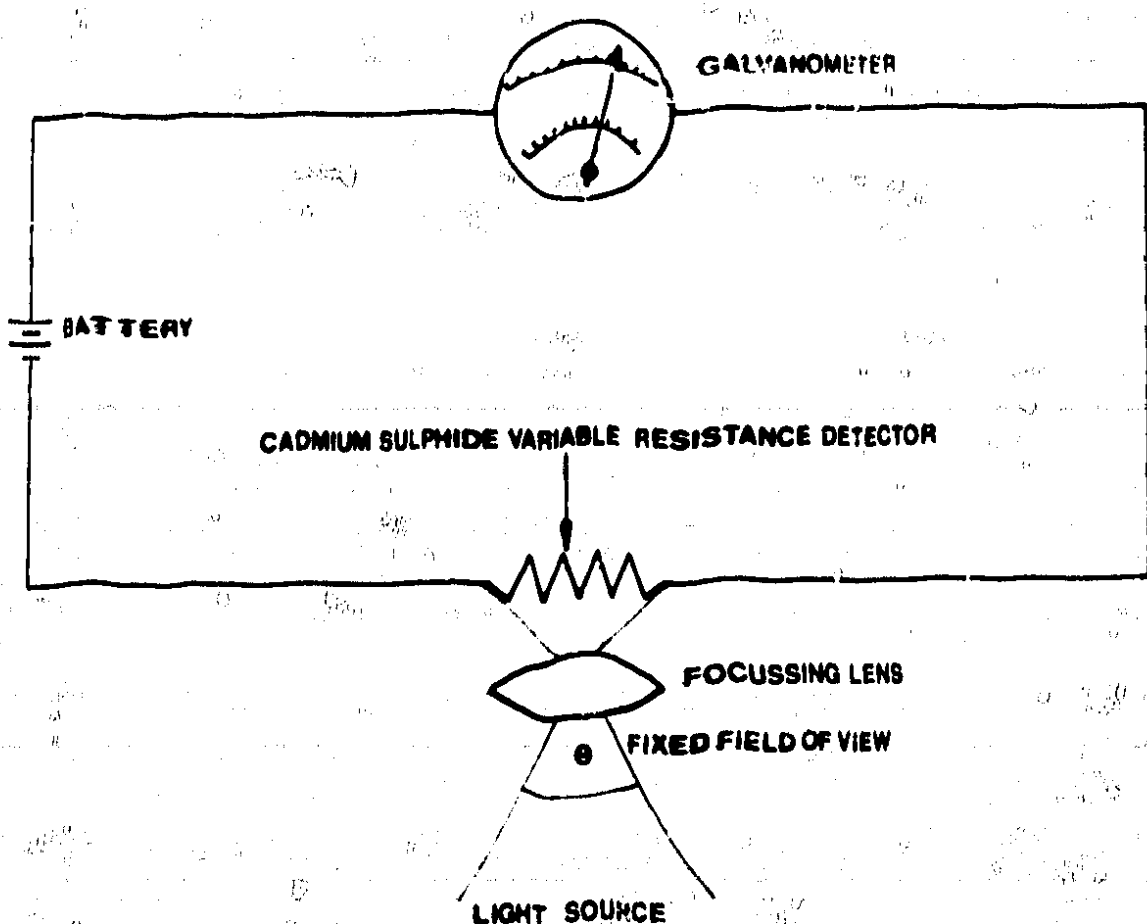 GALVANOMETER
BATTERY
CADMIUM SULPHIDE VARIABLE RESISTANCE DETECTOR
FOCUSSING LENS
FIXED FIELD OF VIEW
θ
LIGHT SOURCE